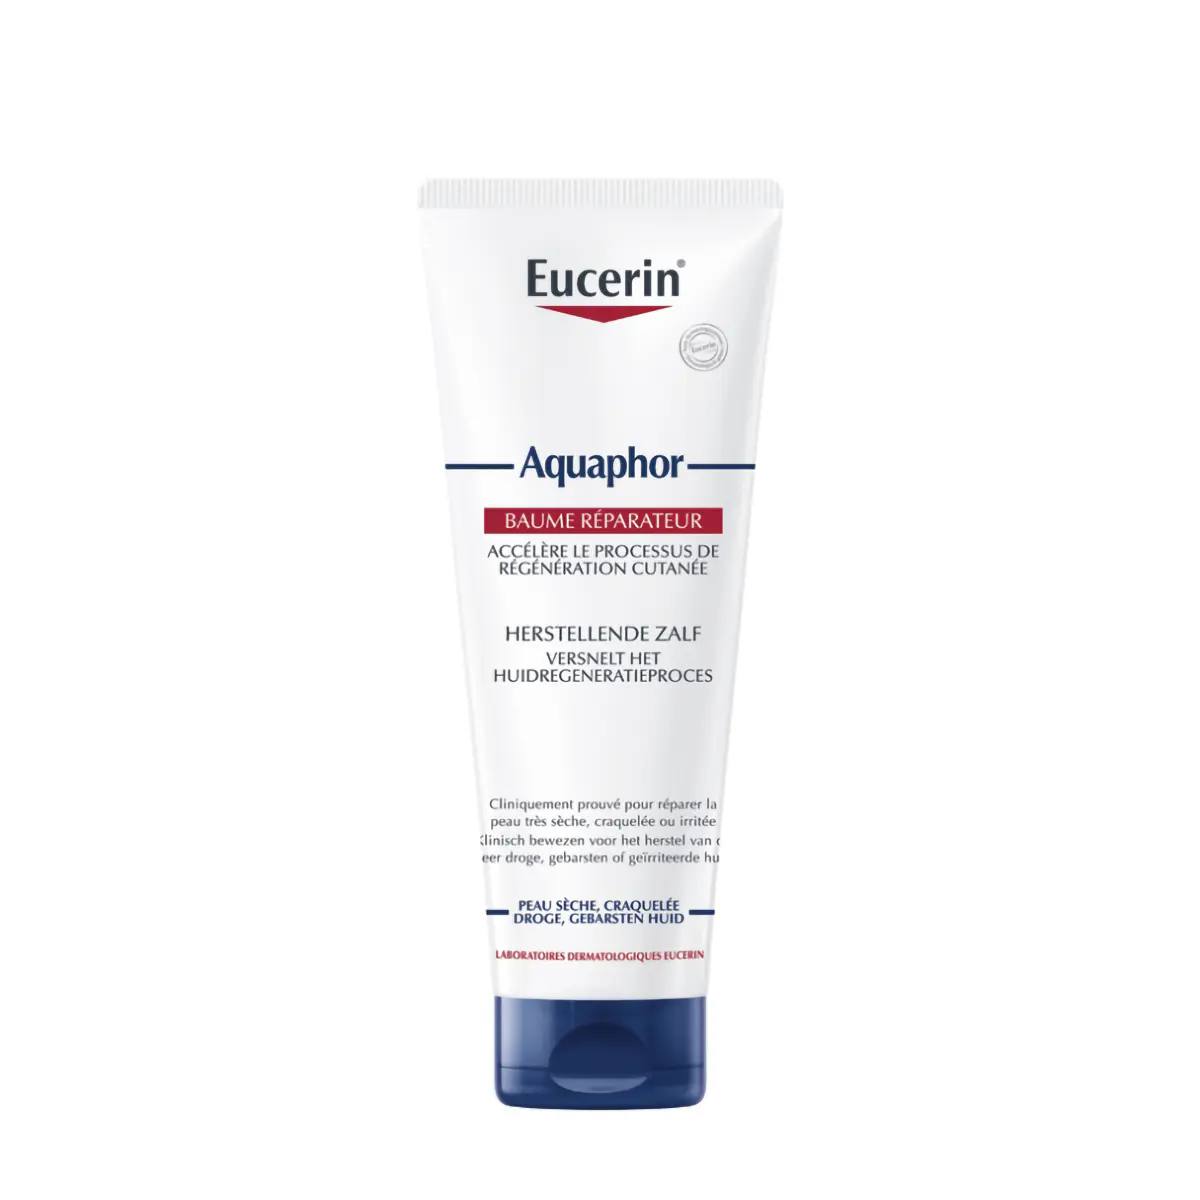 Eucerin®
Eucerin
Aquaphor
BAUME RÉPARATEUR
ACCÉLÈRE LE PROCESSUS DE
RÉGÉNÉRATION CUTANÉE
HERSTELLENDE ZALF
VERSNELT HET
HUIDREGENERATIEPROCES
Cliniquement prouvé pour réparer la
peau très sèche, craquelée ou irritée
Klinisch bewezen voor het herstel van
droge, gebarsten of geïrriteerde
PEAU SÈCHE, CRAQUELÉE
DROGE, GEBARSTEN HUID
LABORATOIRES DERMATOLOGIQUES EUCERIN